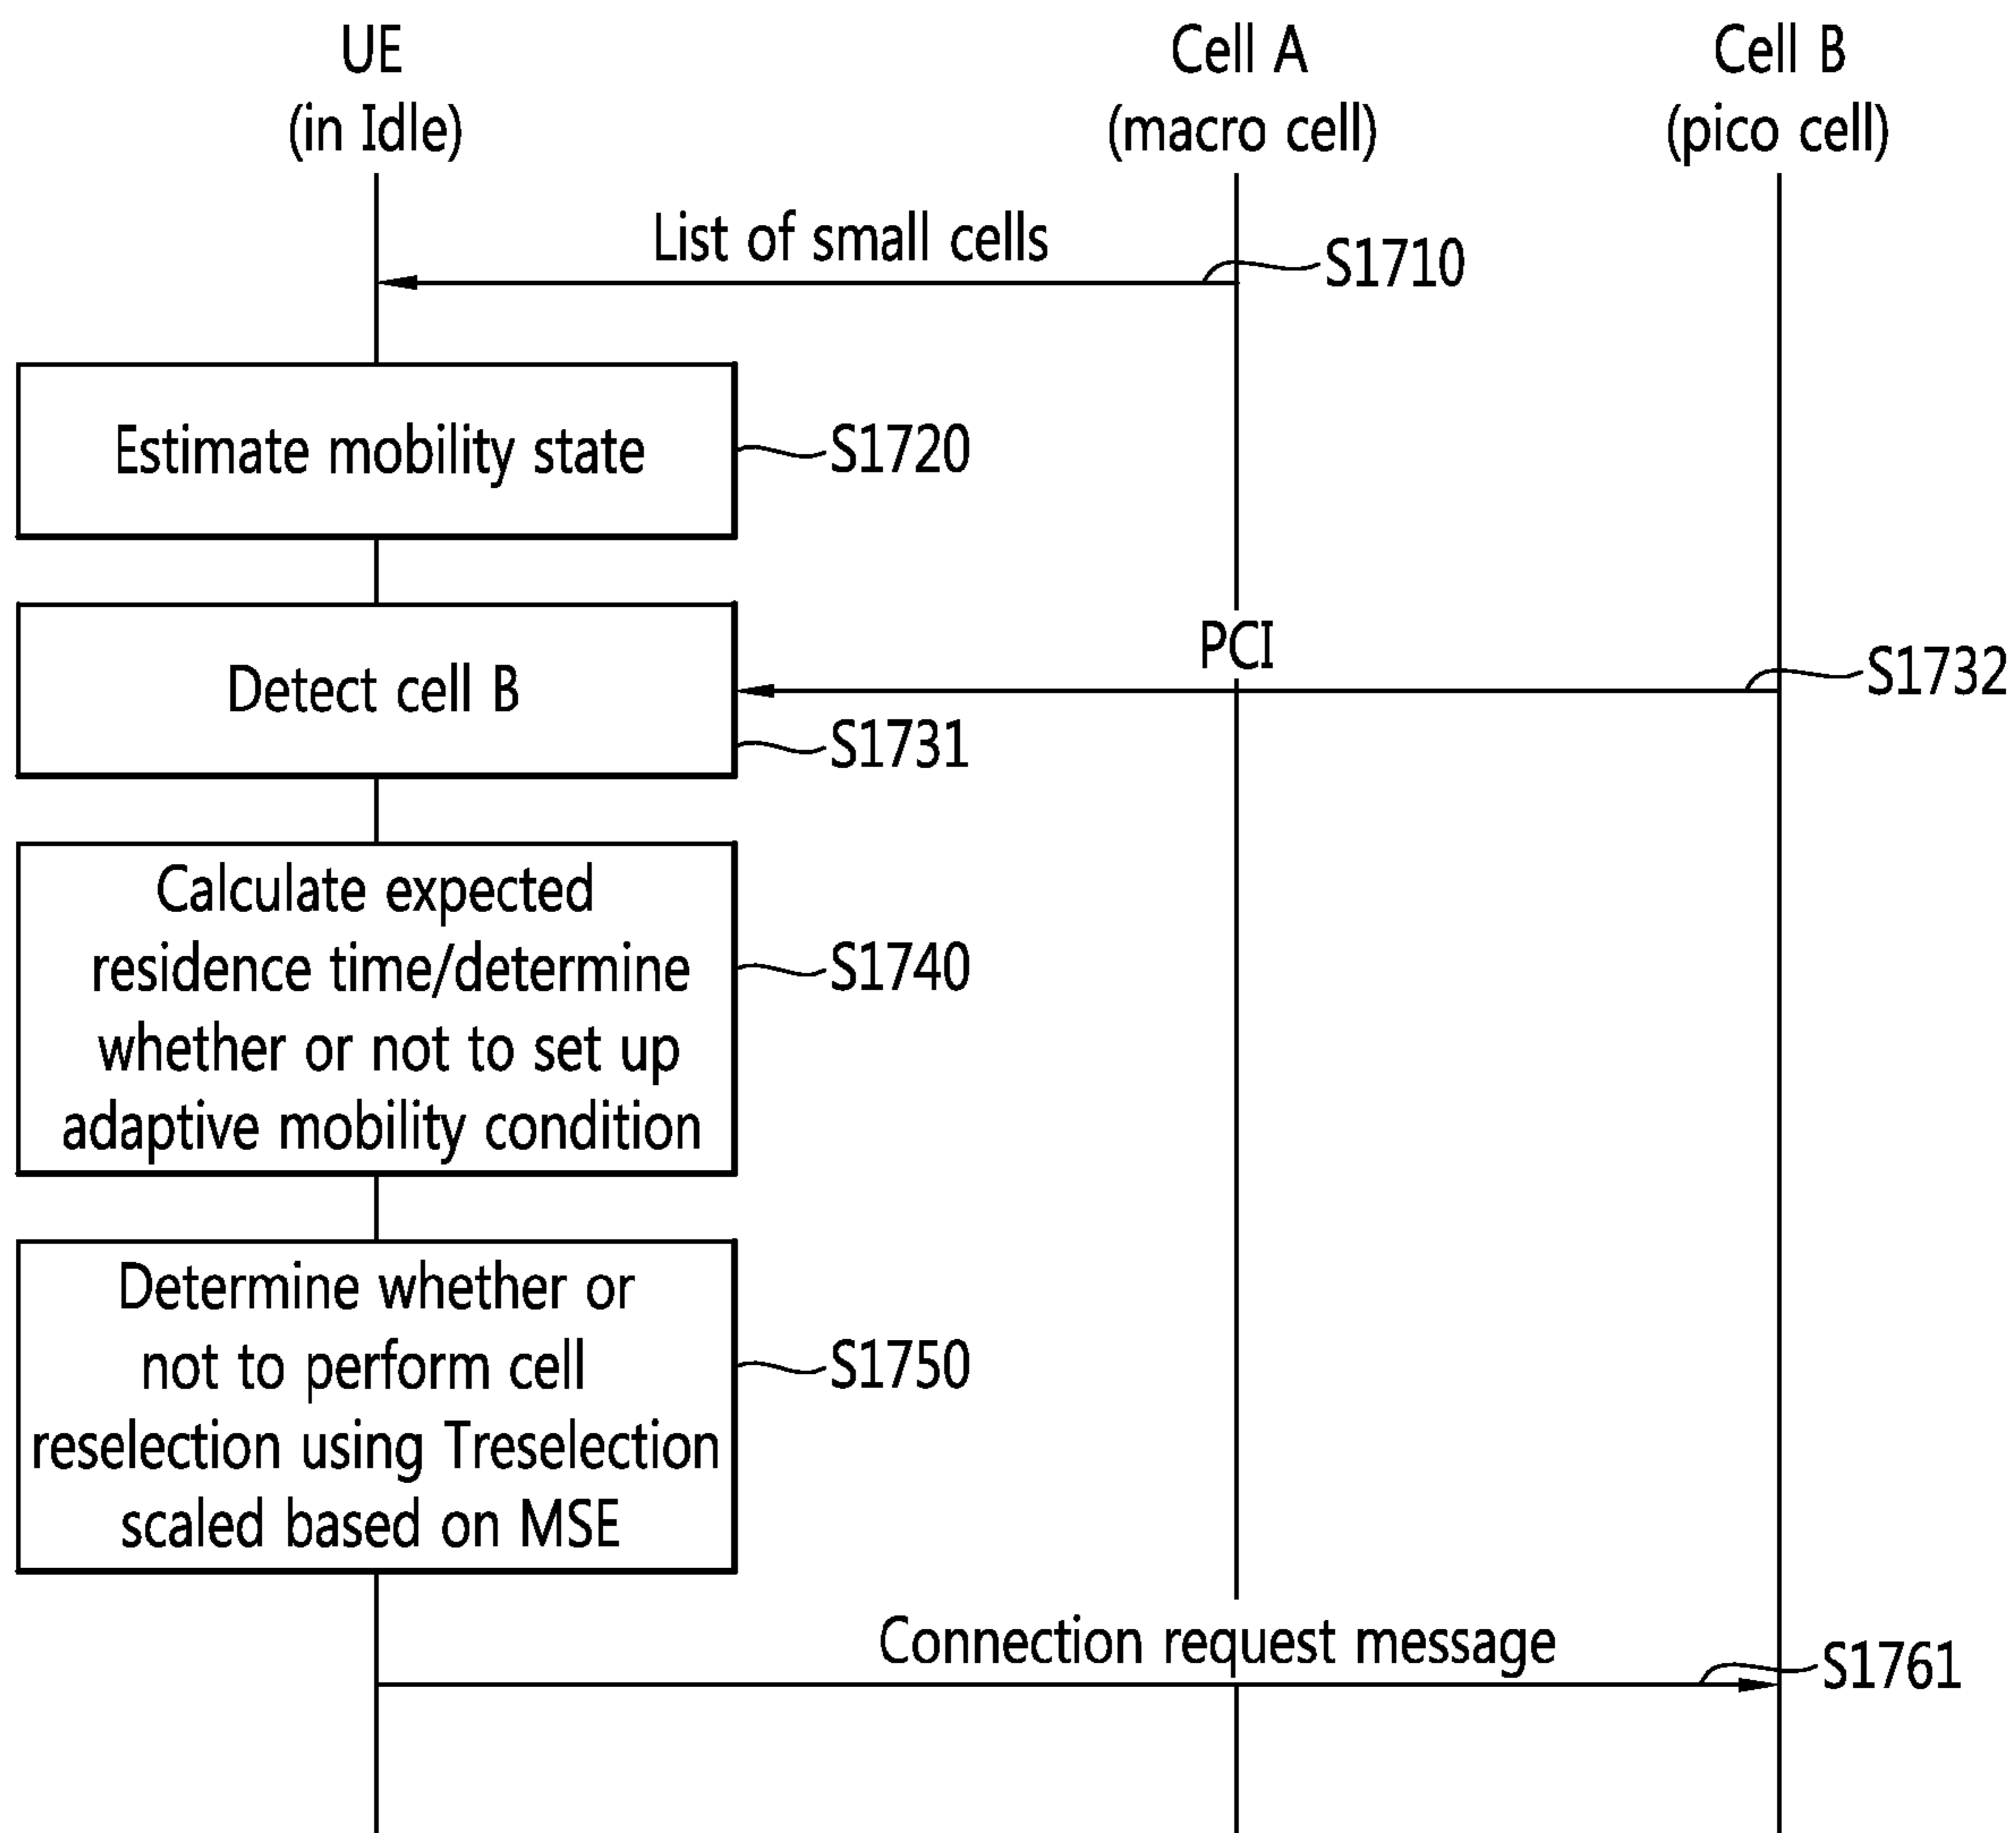 UE
(in Idle)
Cell A
(macro cell)
Cell B
(pico cell)
List of small cells
S1710
Estimate mobility state
S1720
PCI
S1732
Detect cell B
S1731
Calculate expected
residence time/determine
whether or not to set up
adaptive mobility condition
S1740
Determine whether or
not to perform cell
reselection using Treselection
scaled based on MSE
S1750
Connection request message
S1761